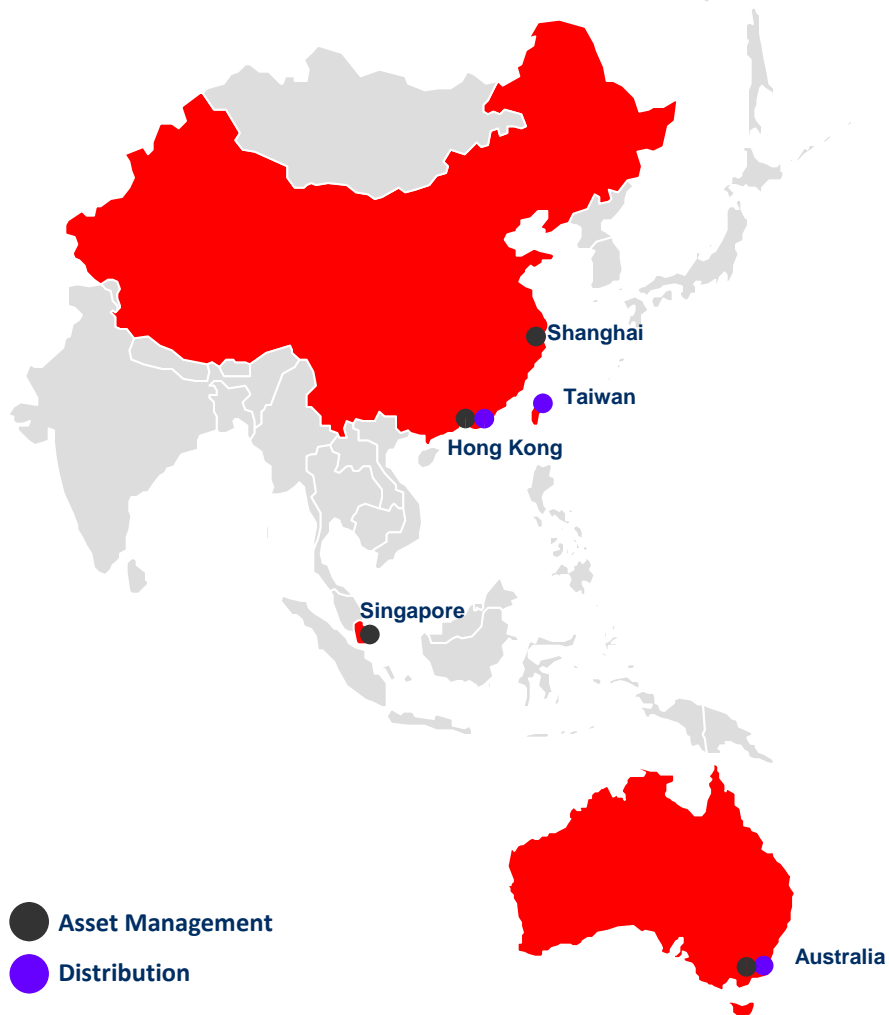 Shanghai
Taiwan
Hong Kong
Singapore
Asset Management
Australia
Distribution